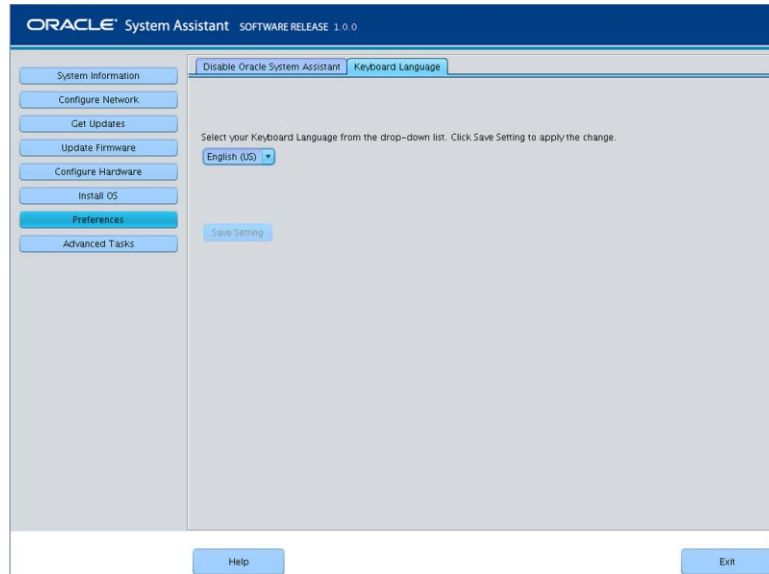 ORACLE System Assistant SOFTWARE RELEASE 1.0.0
System Information
Configure Network
Get Updates
Update Firmware
Configure Hardware
Install OS
Preferences
Advanced Tasks
Disable Oracle System Assistant
Keyboard Language
Select your Keyboard Language from the drop-down list. Click Save Setting to apply the change.
English (US)
Save Setting
Help
Exit